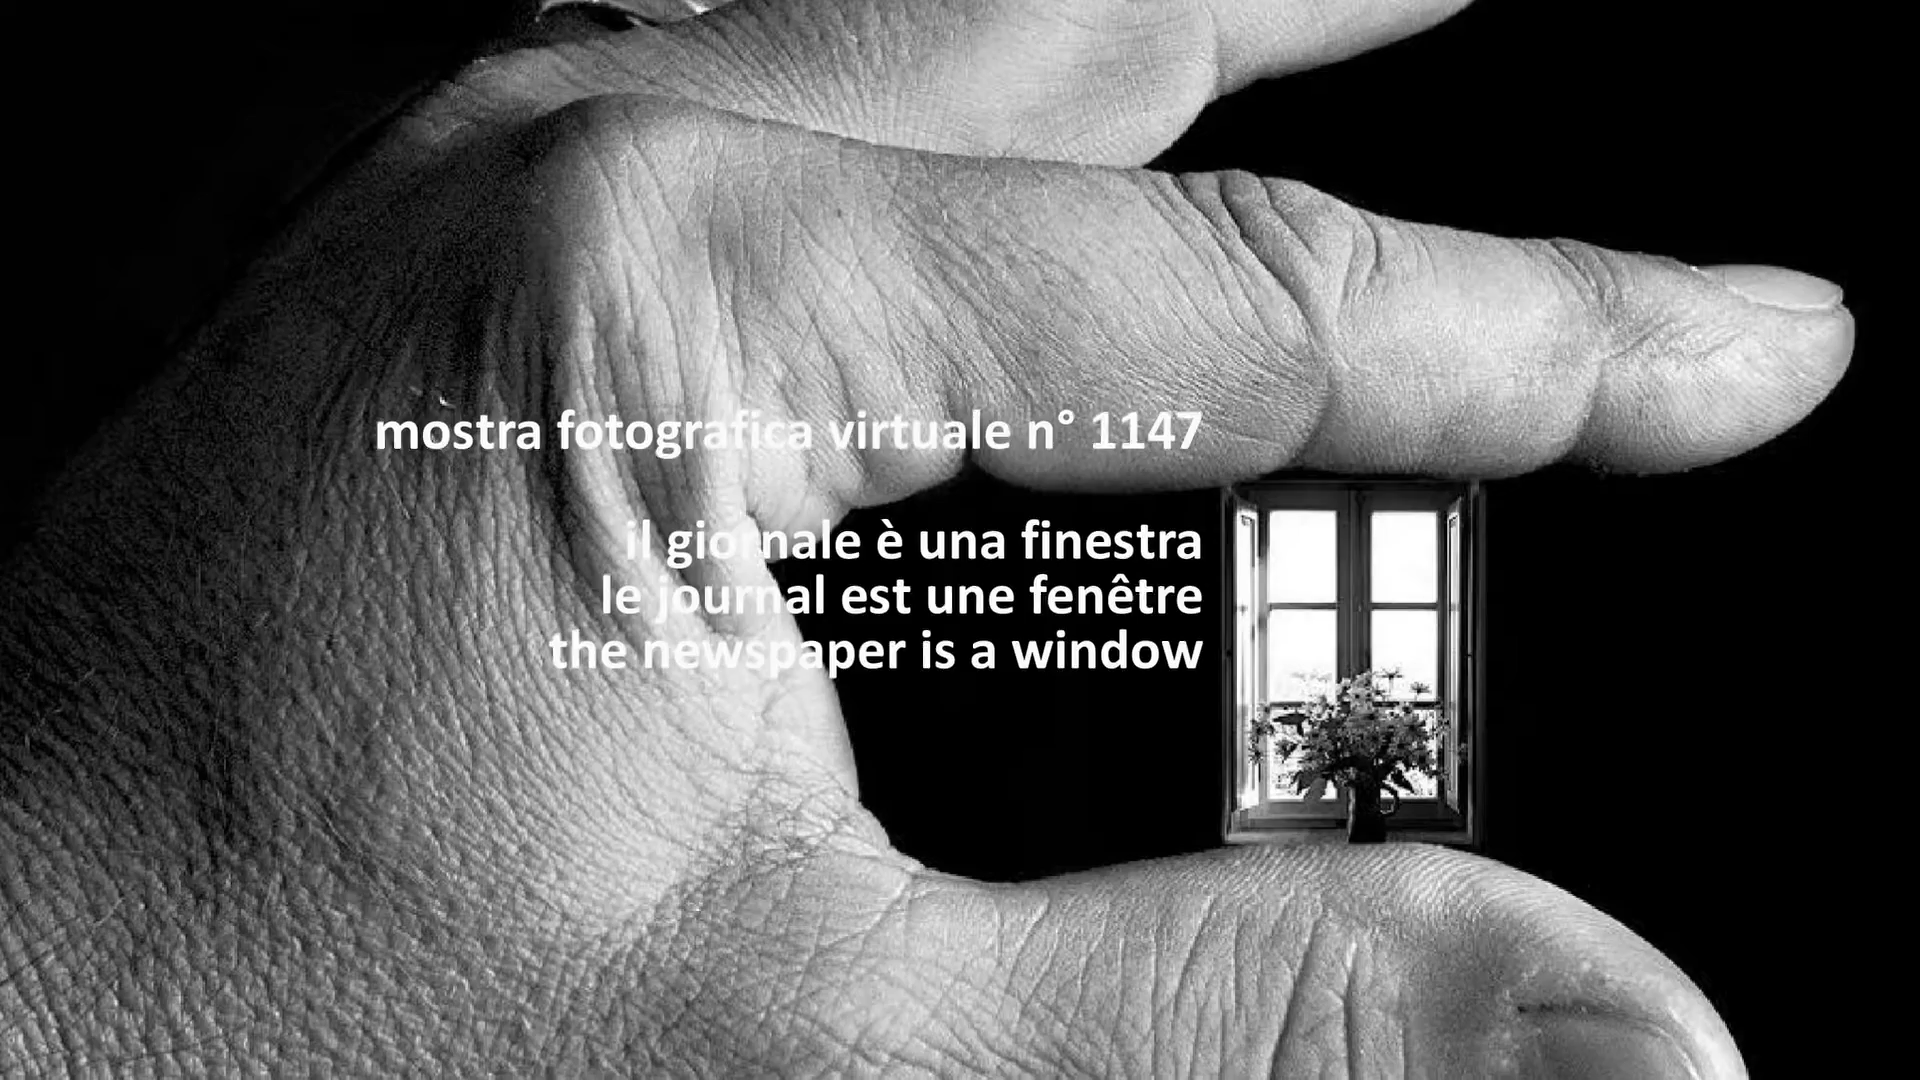 mostra fotografica virtuale n° 1147
il giornale è una finestra
le journal est une fenêtre
the newspaper is a window